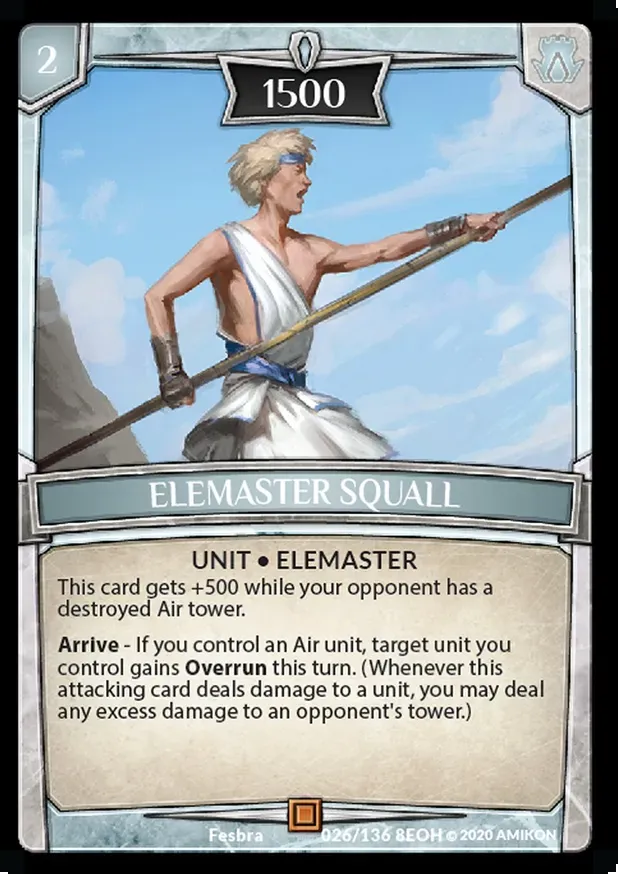 2
1500
ELEMASTER SQUALL
UNIT • ELEMASTER
This card gets +500 while your opponent has a
destroyed Air tower.
Arrive - If you control an Air unit, target unit you
control gains Overrun this turn. (Whenever this
attacking card deals damage to a unit, you may deal
any excess damage to an opponent's tower.)
Fesbra 026/136 8EOH © 2020 AMIKON